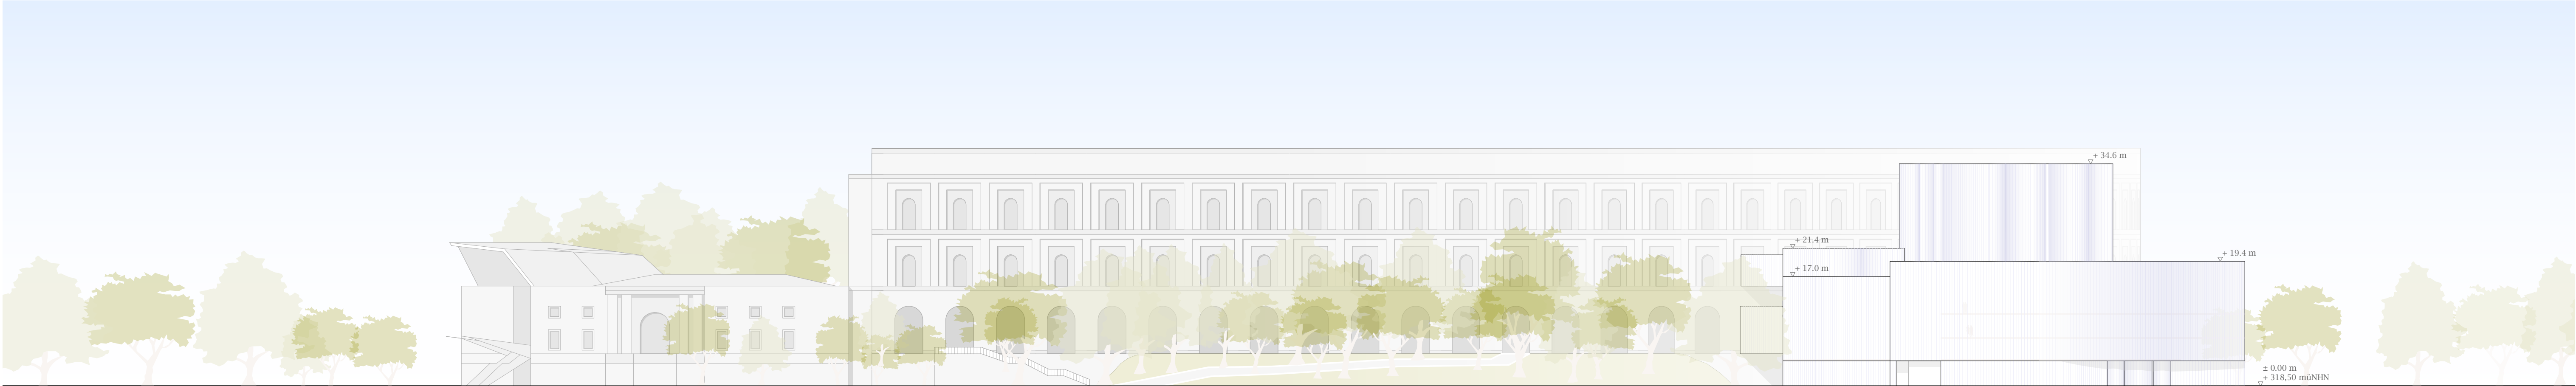 + 34.6 m
+ 21.4 m
+ 19.4 m
+ 17.0 m
± 0.00 m
+ 318,50 müNHN